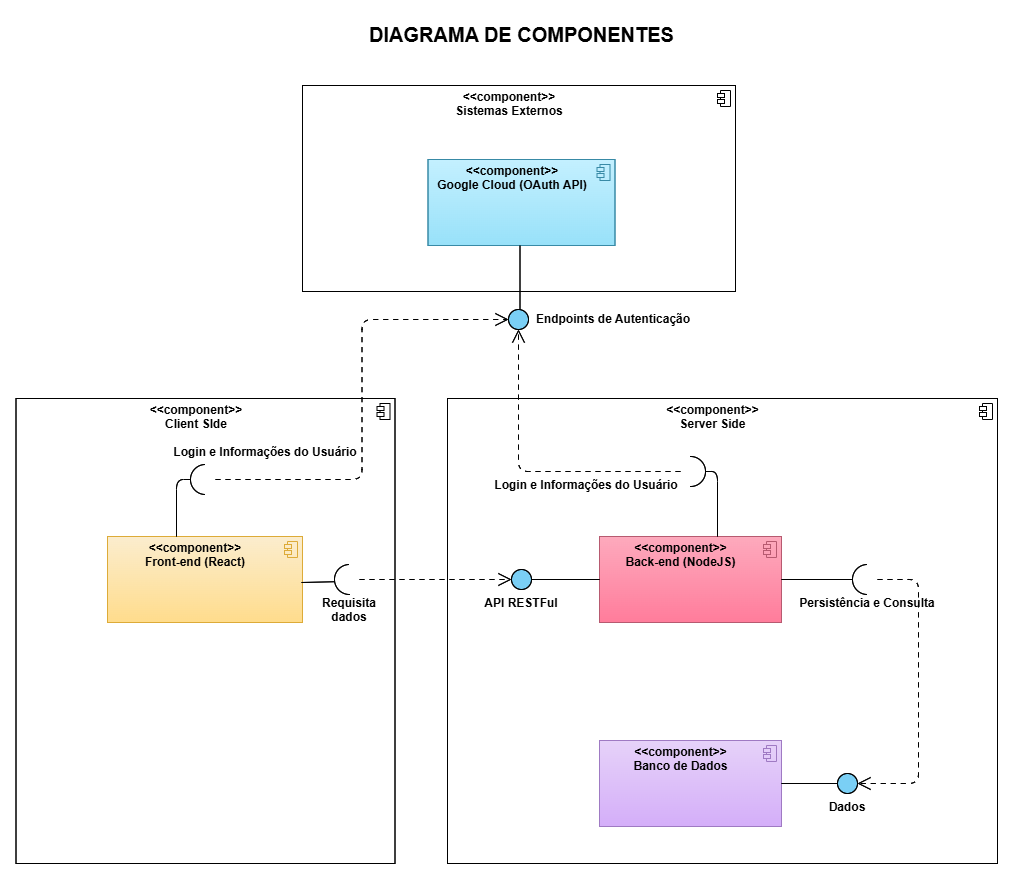 DIAGRAMA DE COMPONENTES
<<component>>
Sistemas Externos
<<component>>
Google Cloud (OAuth API)
Endpoints de Autenticação
<<component>>
Client SIde
Login e Informações do Usuário
<<component>>
Front-end (React)
Requisita
dados
<<component>>
Server Side
Login e Informações do Usuário
<<component>>
Back-end (NodeJS)
API RESTFul
Persistência e Consulta
<<component>>
Banco de Dados
Dados